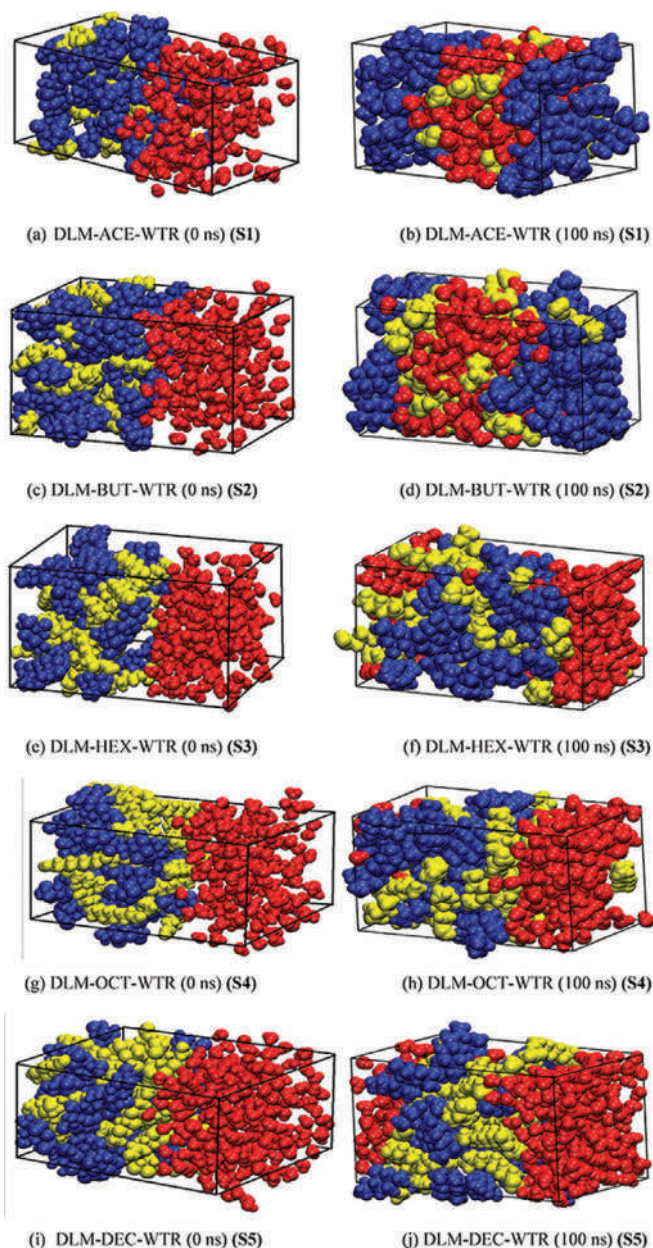 (a) DLM-ACE-WTR (0 ns) (S1)
(b) DLM-ACE-WTR (100 ns) (S1)
(c) DLM-BUT-WTR (0 ns) (S2)
(d) DLM-BUT-WTR (100 ns) (S2)
(e) DLM-HEX-WTR (0 ns) (S3)
(f) DLM-HEX-WTR (100 ns) (S3)
(g) DLM-OCT-WTR (0 ns) (S4)
(h) DLM-OCT-WTR (100 ns) (S4)
(i) DLM-DEC-WTR (0 ns) (S5)
(j) DLM-DEC-WTR (100 ns) (S5)